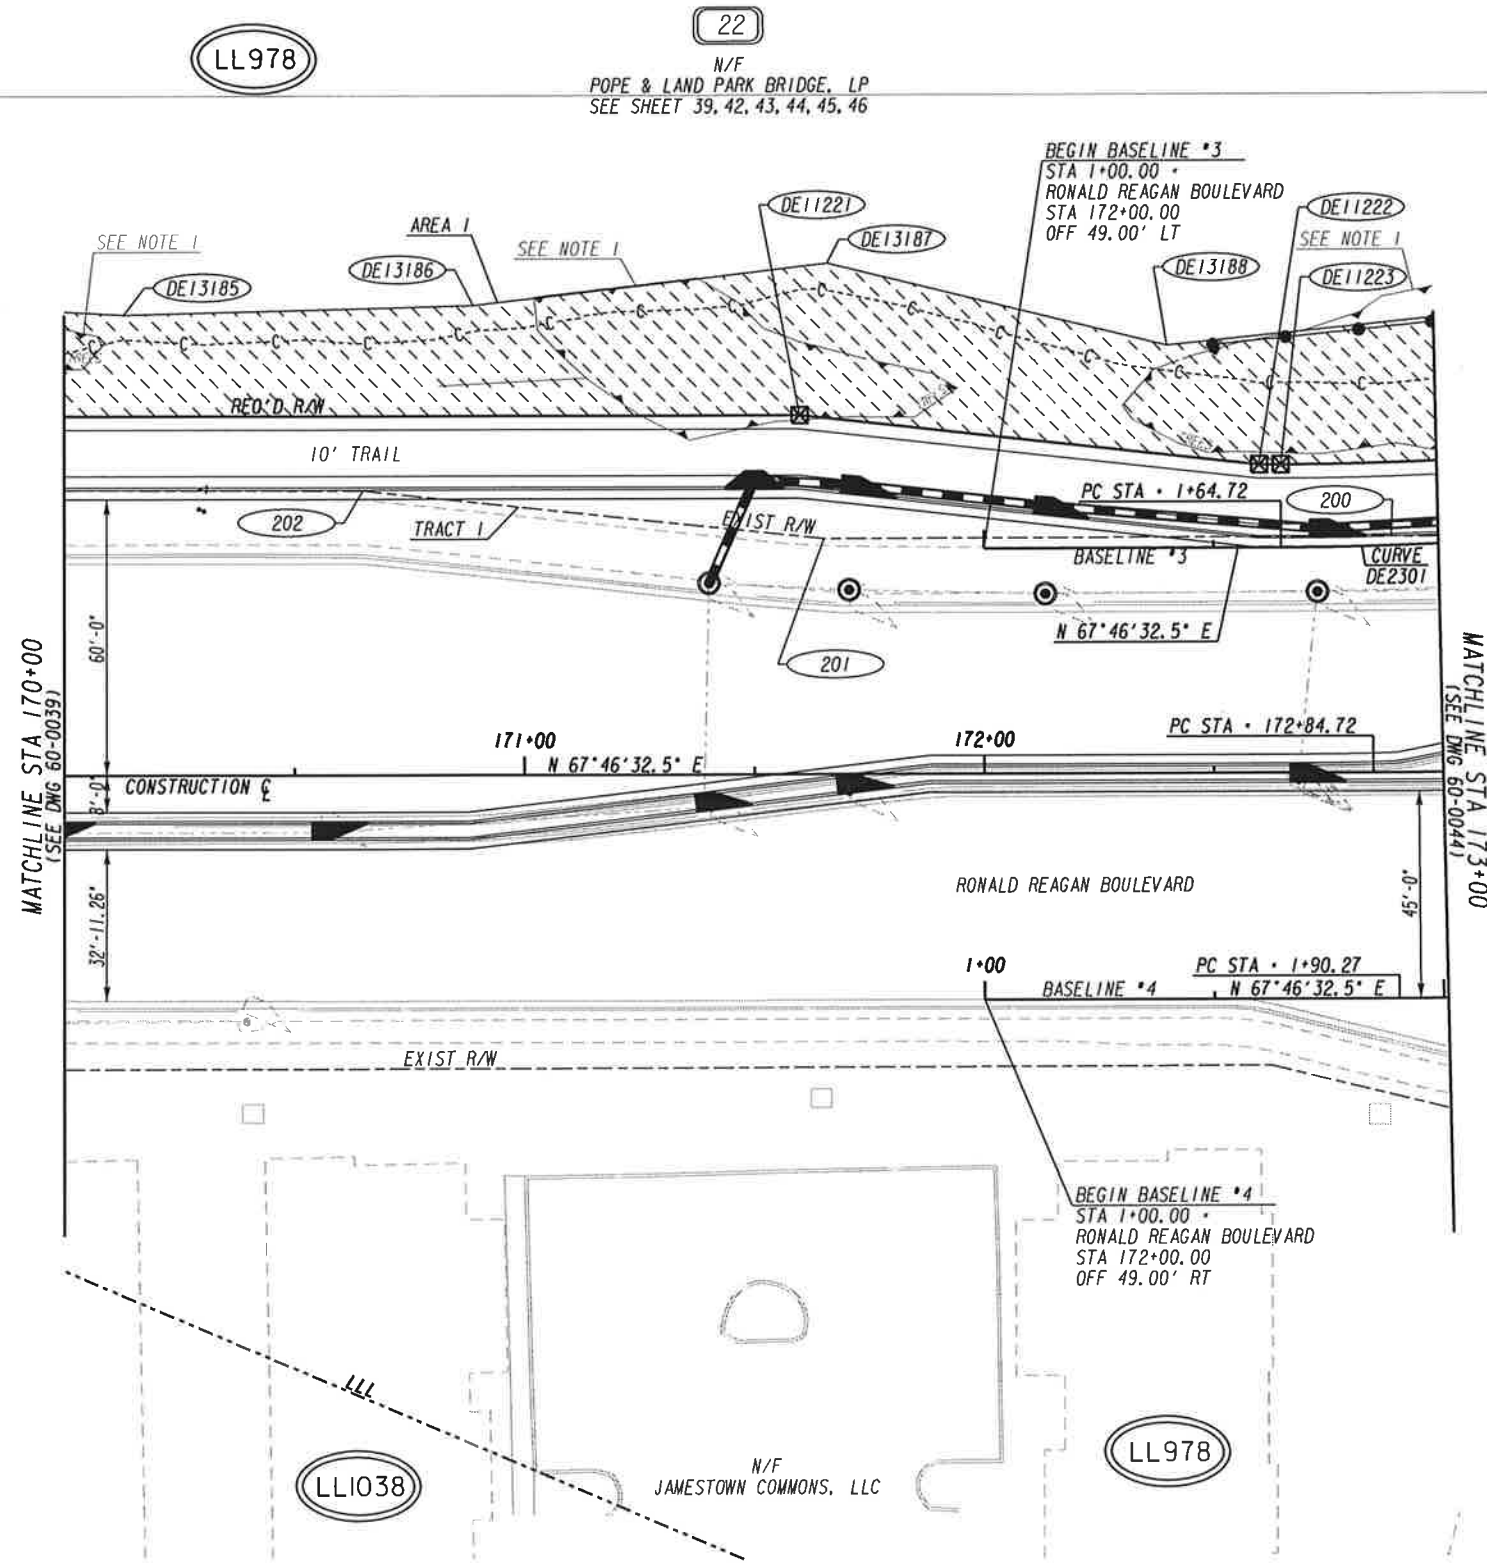 22
LL978
N/F
POPE & LAND PARK BRIDGE, LP
SEE SHEET 39, 42, 43, 44, 45, 46
BEGIN BASELINE #3
STA 1+00.00 =
RONALD REAGAN BOULEVARD
STA 172+00.00
OFF 49.00' LT
DE11221
DE11222
SEE NOTE 1
AREA 1
SEE NOTE 1
DE13187
SEE NOTE 1
DE13186
DE13188
DE11223
DE13185
C C C C C C C C C C C C C C C
TREES
TREES
TREES
REQ'D R/W
10' TRAIL
PC STA = 1+64.72
200
202
TRACT 1
EXIST R/W
BASELINE #3
CURVE
DE2301
N 67°46'32.5" E
201
60'-0"
MATCHLINE STA 170+00
(SEE DWG 60-0039)
MATCHLINE STA 173+00
(SEE DWG 60-0044)
171+00
172+00
PC STA = 172+84.72
N 67°46'32.5" E
CONSTRUCTION ℄
8'-0"
RONALD REAGAN BOULEVARD
32'-11.26"
45'-0"
1+00
PC STA = 1+90.27
BASELINE #4
N 67°46'32.5" E
EXIST R/W
BEGIN BASELINE #4
STA 1+00.00 =
RONALD REAGAN BOULEVARD
STA 172+00.00
OFF 49.00' RT
LLL
LL1038
N/F
JAMESTOWN COMMONS, LLC
LL978